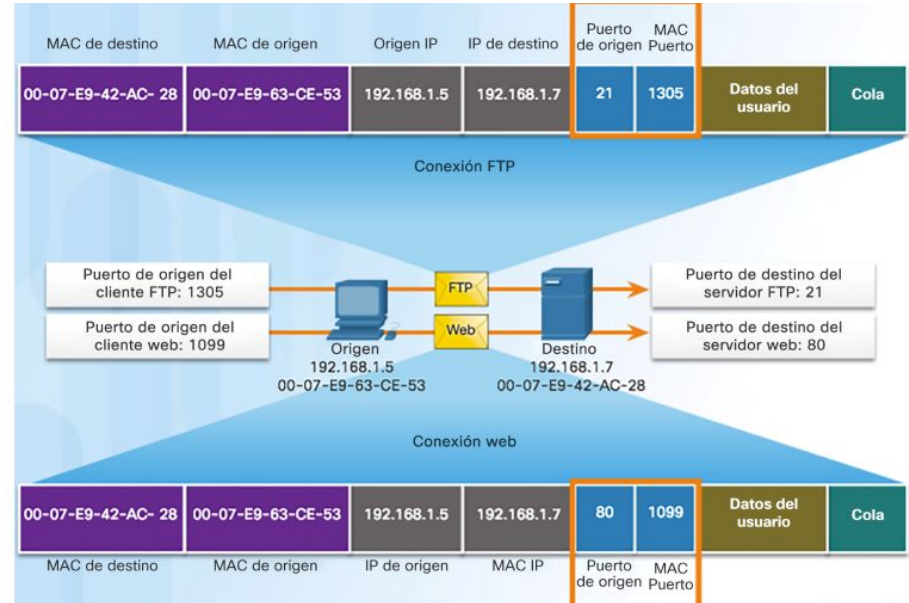 MAC de destino
MAC de origen
Origen IP
IP de destino
Puerto de origen
MAC Puerto
00-07-E9-42-AC- 28
00-07-E9-63-CE-53
192.168.1.5
192.168.1.7
21
1305
Datos del usuario
Cola
Conexión FTP
Puerto de origen del
cliente FTP: 1305
FTP
Puerto de destino del
servidor FTP: 21
Puerto de origen del
cliente web: 1099
Web
Puerto de destino del
servidor web: 80
Origen
192.168.1.5
00-07-E9-63-CE-53
Destino
192.168.1.7
00-07-E9-42-AC-28
Conexión web
00-07-E9-42-AC- 28
00-07-E9-63-CE-53
192.168.1.5
192.168.1.7
80
1099
Datos del usuario
Cola
MAC de destino
MAC de origen
IP de origen
MAC IP
Puerto de origen
MAC Puerto